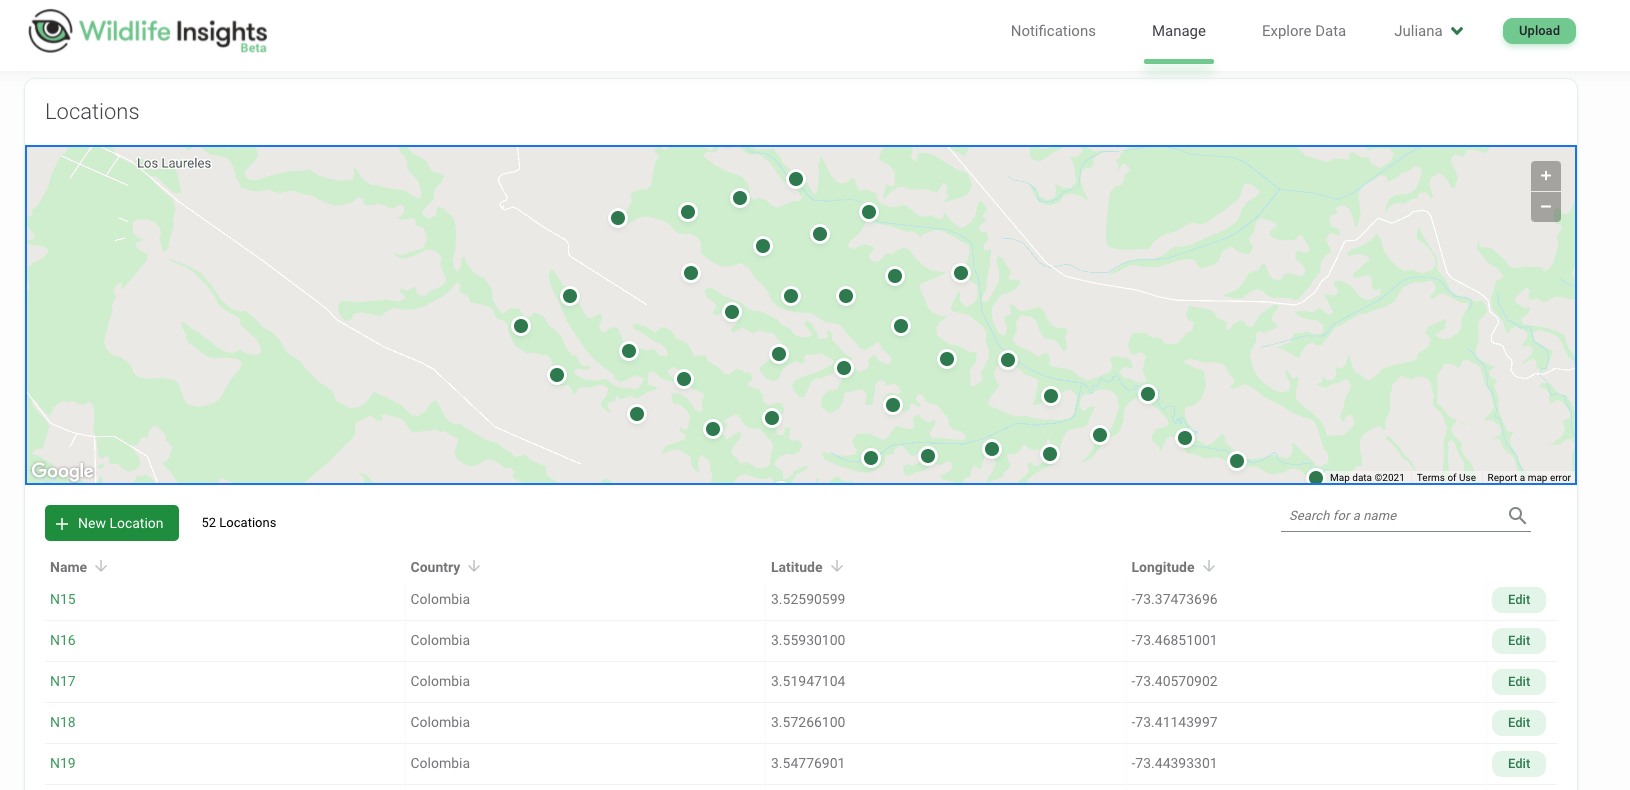 Wildlife Insights
Beta
Notifications
Manage
Explore Data
Juliana
Upload
Locations
Los Laureles
+
−
Google
Map data ©2021
Terms of Use
Report a map error
+ New Location
52 Locations
Search for a name
Name Country Latitude Longitude
N15 Colombia 3.52590599 -73.37473696 Edit
N16 Colombia 3.55930100 -73.46851001 Edit
N17 Colombia 3.51947104 -73.40570902 Edit
N18 Colombia 3.57266100 -73.41143997 Edit
N19 Colombia 3.54776901 -73.44393301 Edit